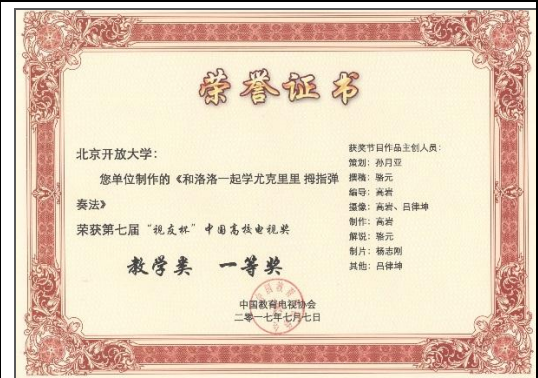 荣誉证书
北京开放大学：
您单位制作的《和洛洛一起学尤克里里 拇指弹
奏法》
荣获第七届“视友杯”中国高校电视奖
教学类 一等奖
获奖节目作品主创人员：
策划：孙月亚
撰稿：骆元
编导：高岩
摄像：高岩、吕律坤
制作：高岩
解说：骆元
制片：杨志刚
其他：吕律坤
中国教育电视协会
二零一七年七月七日